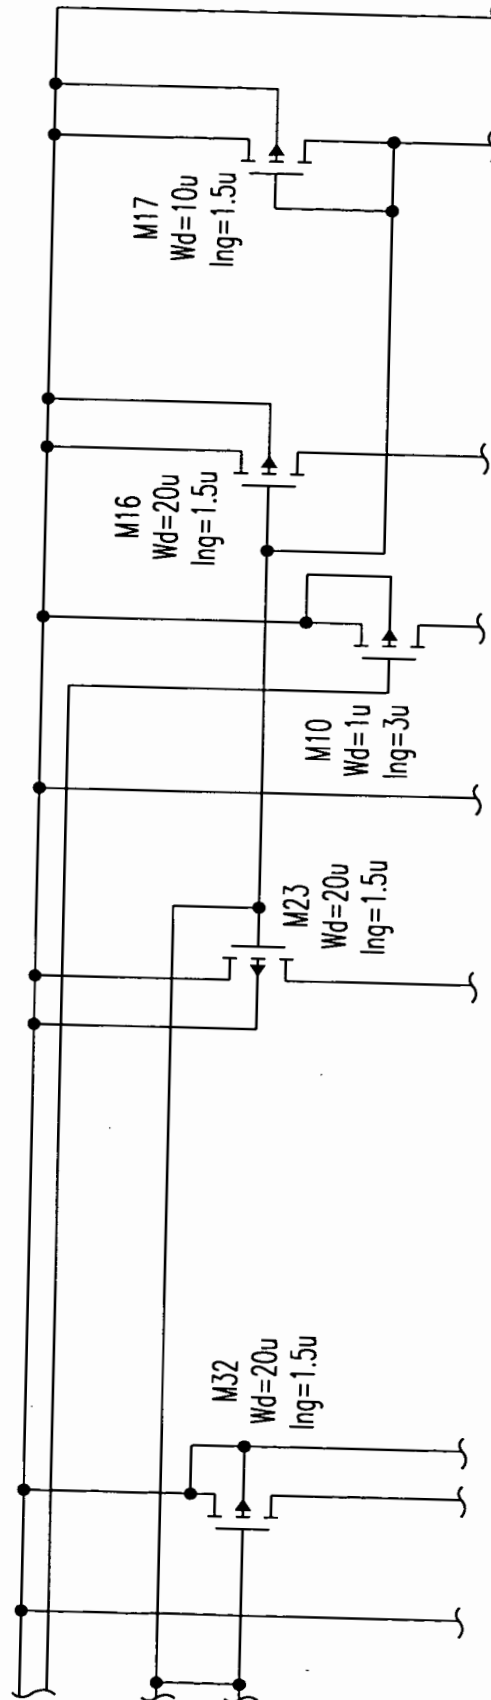 M32
Wd=20u
lng=1.5u
M23
Wd=20u
lng=1.5u
M10
Wd=1u
lng=3u
M16
Wd=20u
lng=1.5u
M17
Wd=10u
lng=1.5u